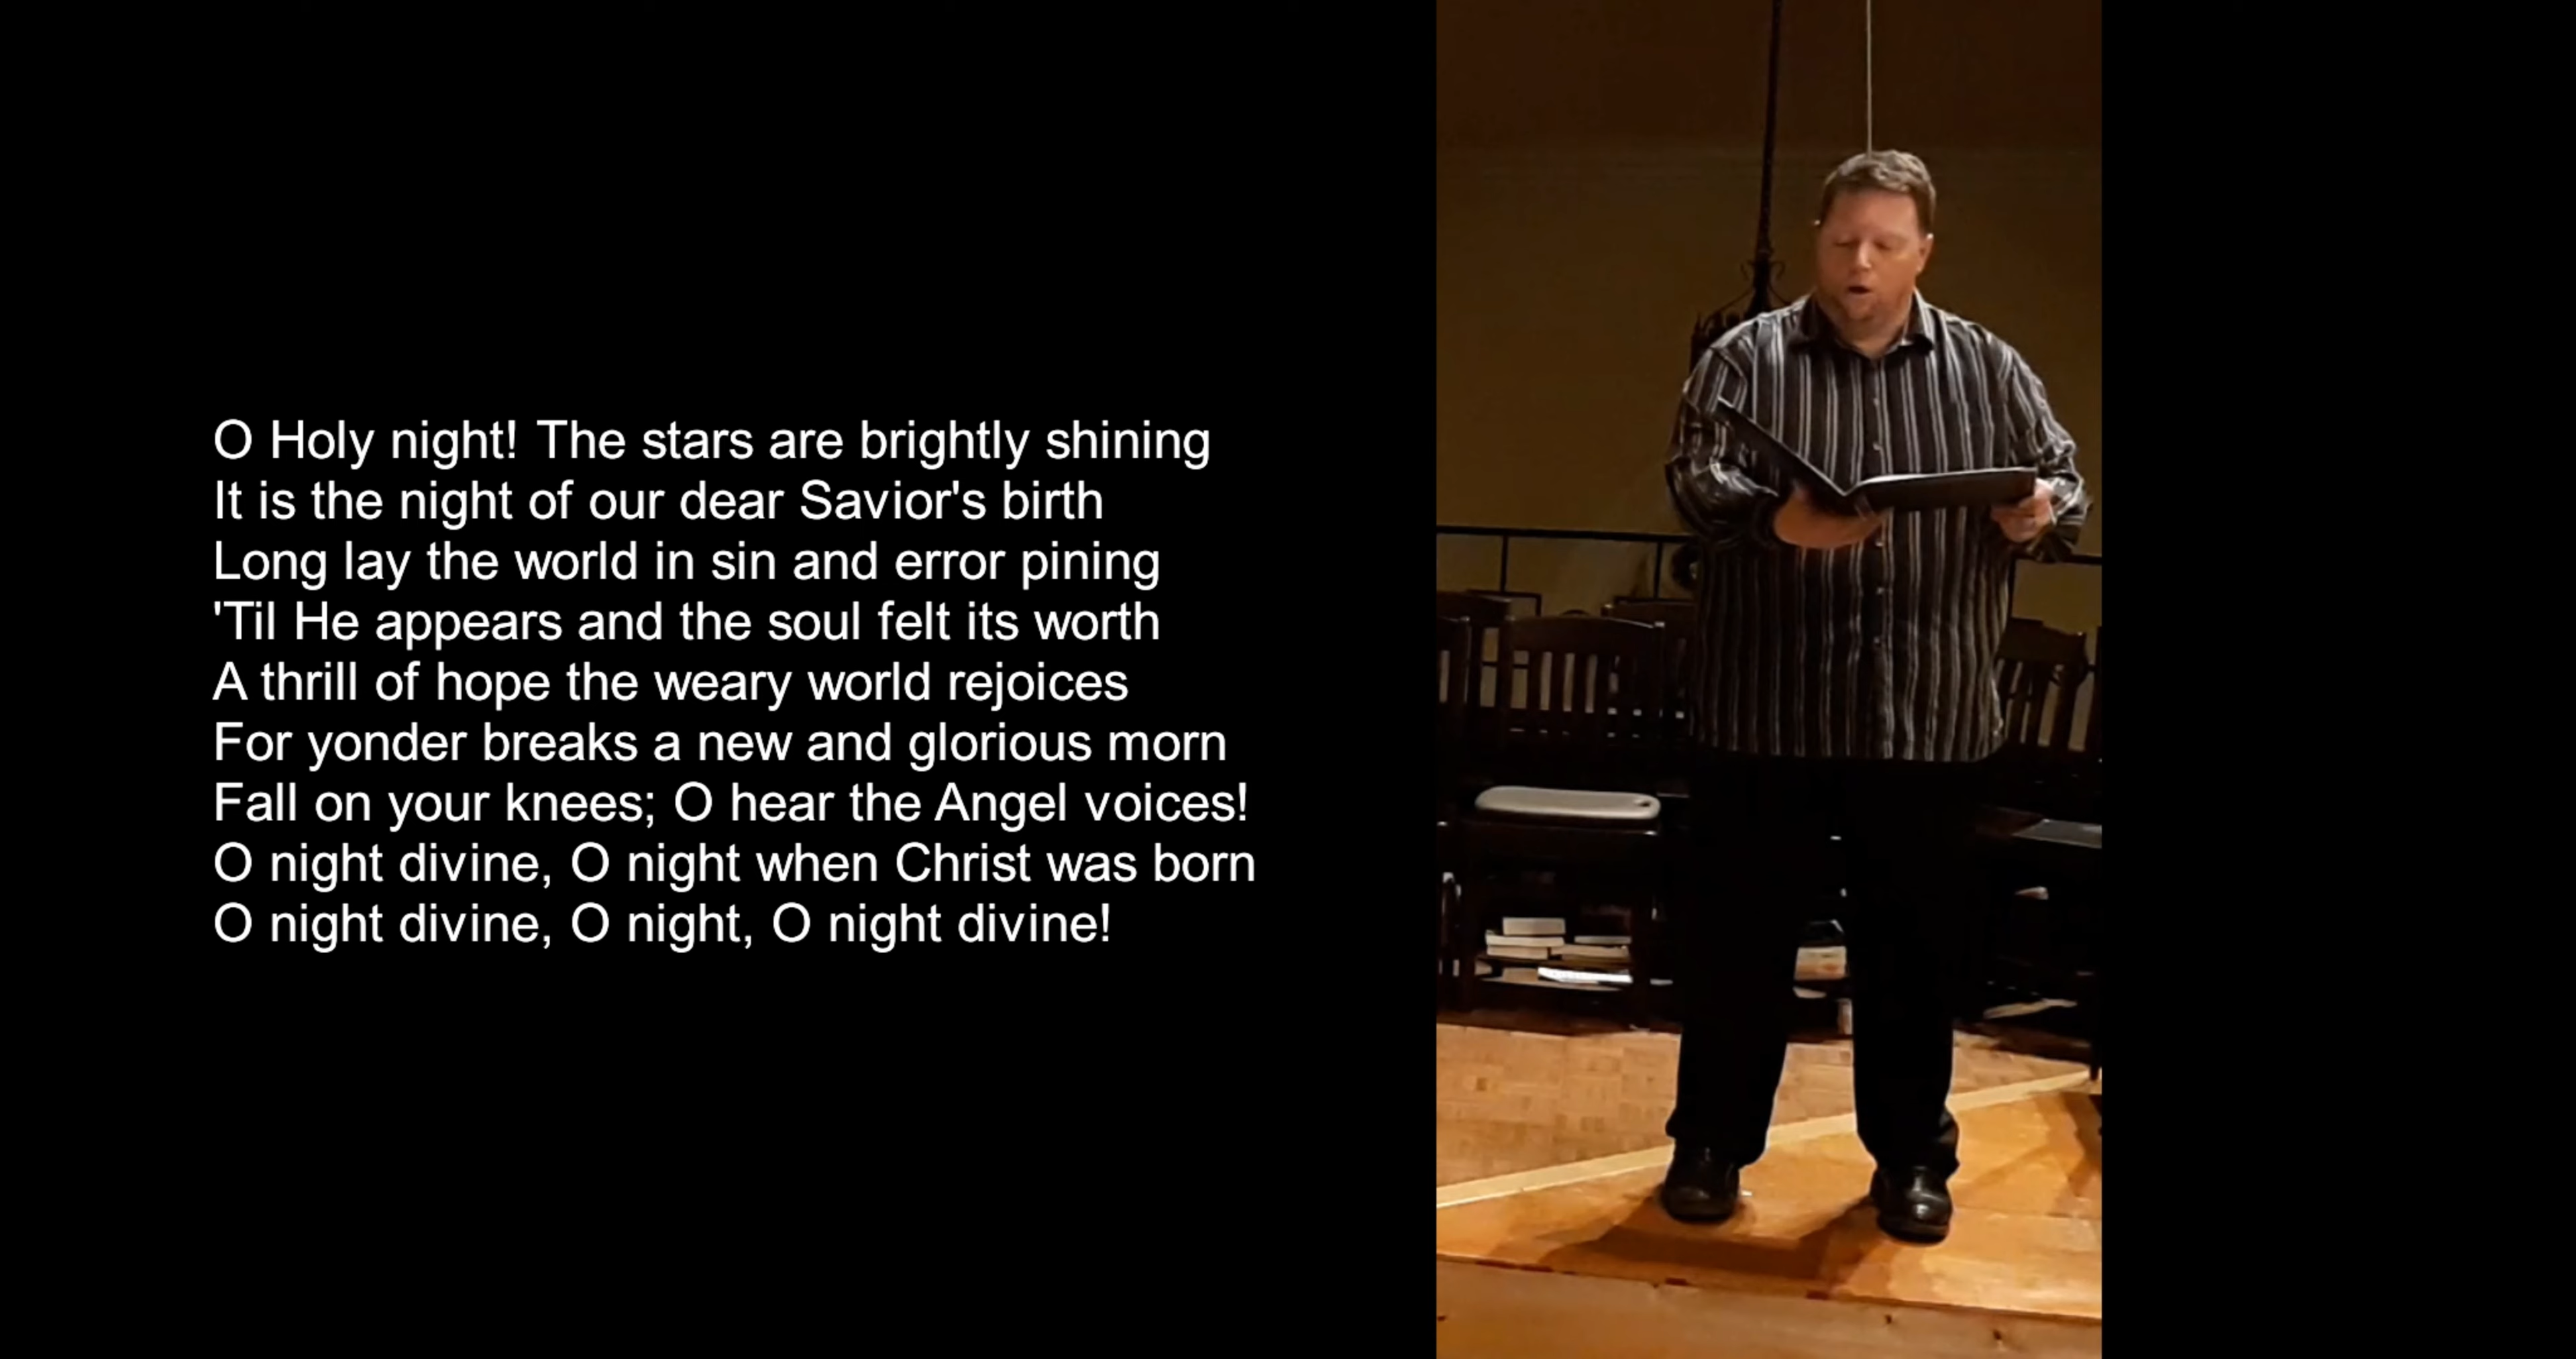 O Holy night! The stars are brightly shining
It is the night of our dear Savior's birth
Long lay the world in sin and error pining
'Til He appears and the soul felt its worth
A thrill of hope the weary world rejoices
For yonder breaks a new and glorious morn
Fall on your knees; O hear the Angel voices!
O night divine, O night when Christ was born
O night divine, O night, O night divine!